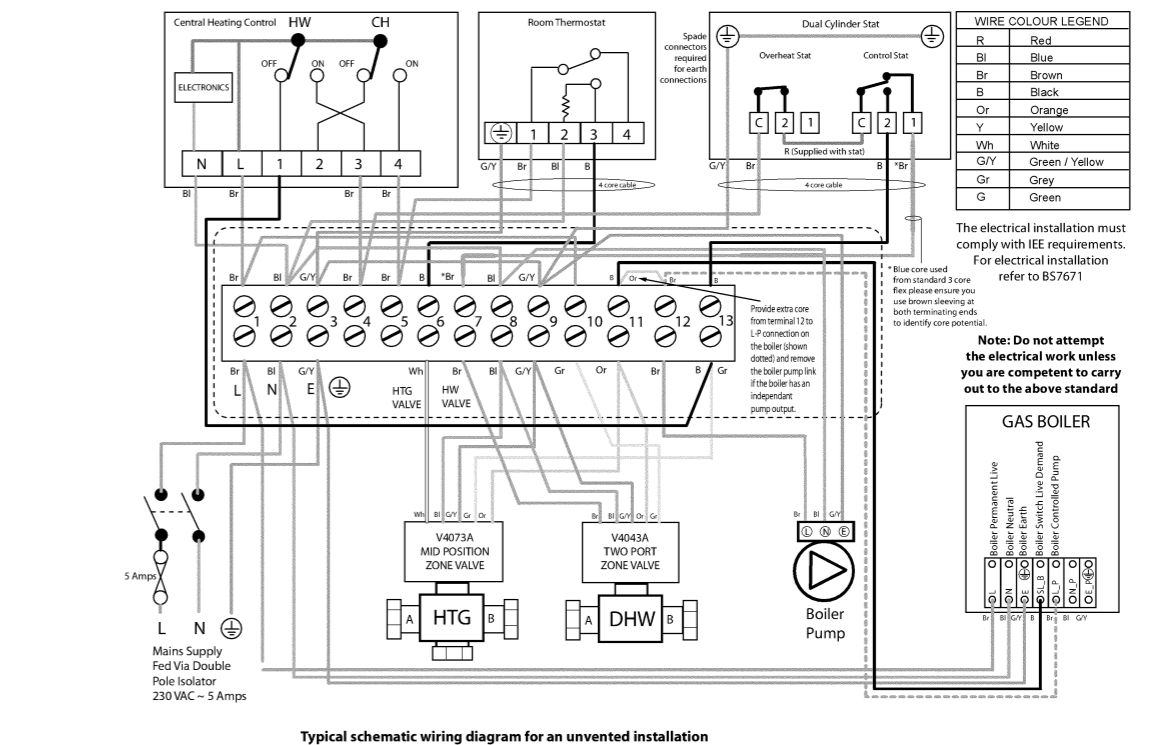 Central Heating Control
HW
CH
OFF
ON
OFF
ON
ELECTRONICS
N L 1 2 3 4
Bl Br Br Br
Room Thermostat
1 2 3 4
G/Y Br Bl B
4 core cable
Spade
connectors
required
for earth
connections
Dual Cylinder Stat
Overheat Stat
Control Stat
C 2 1 C 2 1
R (Supplied with stat)
G/Y Br B *Br
4 core cable
WIRE COLOUR LEGEND
R Red
Bl Blue
Br Brown
B Black
Or Orange
Y Yellow
Wh White
G/Y Green / Yellow
Gr Grey
G Green
The electrical installation must
comply with IEE requirements.
For electrical installation
refer to BS7671
* Blue core used
from standard 3 core
flex please ensure you
use brown sleeving at
both terminating ends
to identify core potential.
Note: Do not attempt
the electrical work unless
you are competent to carry
out to the above standard
Br Bl G/Y Br Br B *Br Bl G/Y B Or Br B
1 2 3 4 5 6 7 8 9 10 11 12 13
Provide extra core
from terminal 12 to
L-P connection on
the boiler (shown
dotted) and remove
the boiler pump link
if the boiler has an
independant
pump output.
Br Bl G/Y Wh Br Bl G/Y Gr Or Br B Gr
L N E
HTG
VALVE
HW
VALVE
GAS BOILER
Boiler Permanent Live
Boiler Neutral
Boiler Earth
Boiler Switch Live Demand
Boiler Controlled Pump
L N E SL_B L_P N_P E_P
Br Bl G/Y B Br Bl G/Y
Wh Bl G/Y Gr Or
V4073A
MID POSITION
ZONE VALVE
A HTG B
Br Bl G/Y Or Gr
V4043A
TWO PORT
ZONE VALVE
A DHW B
Br Bl G/Y
L N E
Boiler
Pump
5 Amps
L N
Mains Supply
Fed Via Double
Pole Isolator
230 VAC ~ 5 Amps
Typical schematic wiring diagram for an unvented installation